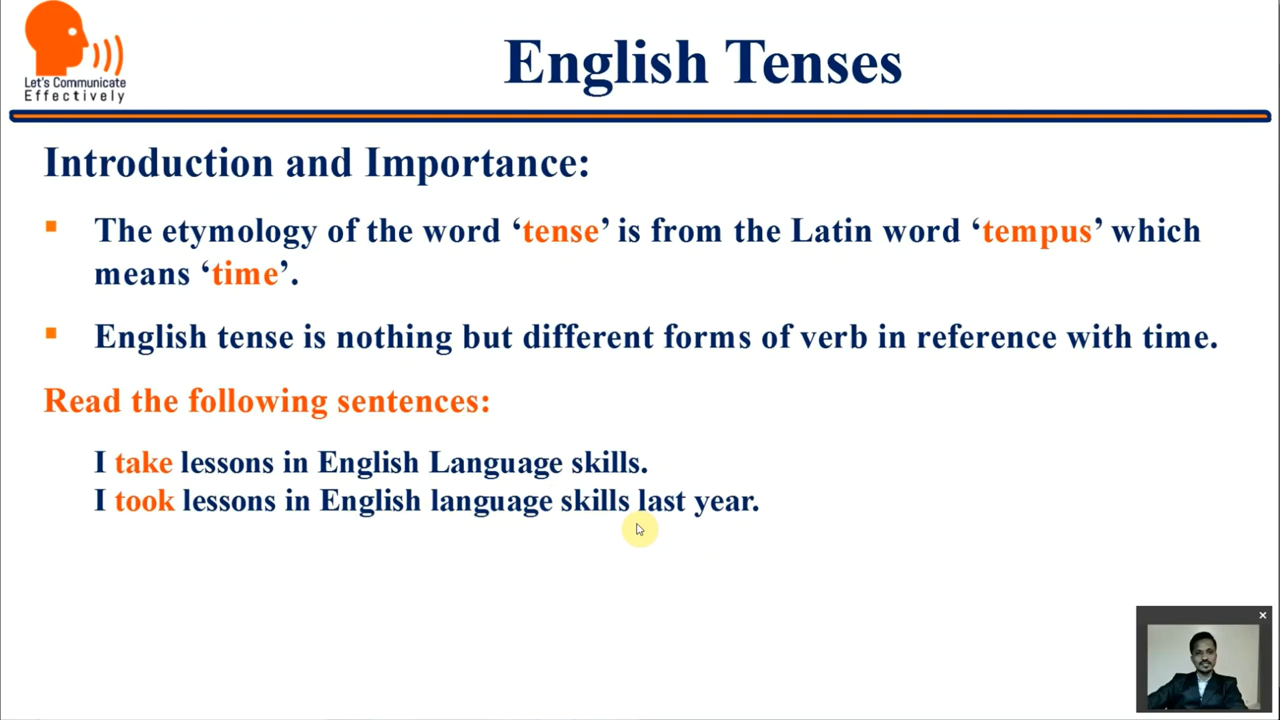 Let's Communicate
Effectively
English Tenses
Introduction and Importance:
The etymology of the word ‘tense’ is from the Latin word ‘tempus’ which
means ‘time’.
English tense is nothing but different forms of verb in reference with time.
Read the following sentences:
I take lessons in English Language skills.
I took lessons in English language skills last year.